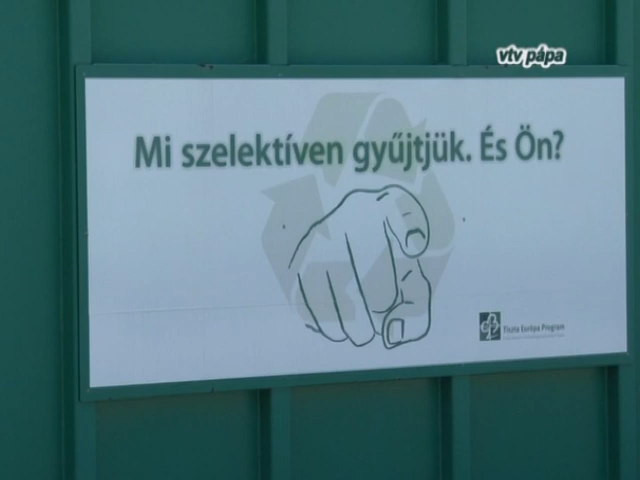 vtv pápa
Mi szelektíven gyűjtjük. És Ön?
Tiszta Európa Program